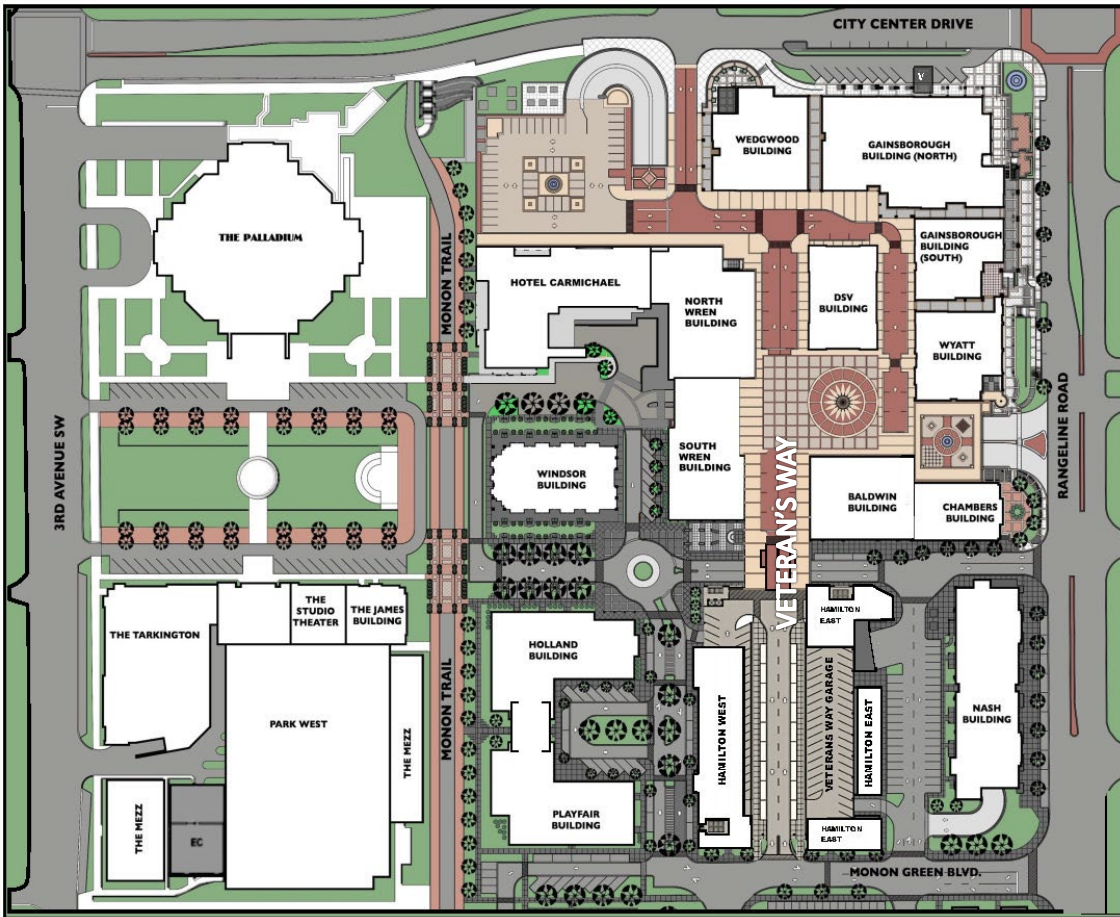 CITY CENTER DRIVE
V
WEDGWOOD
BUILDING
GAINSBOROUGH
BUILDING (NORTH)
THE PALLADIUM
MONON TRAIL
GAINSBOROUGH
BUILDING
(SOUTH)
HOTEL CARMICHAEL
NORTH
WREN
BUILDING
DSV
BUILDING
WYATT
BUILDING
RANGELINE ROAD
3RD AVENUE SW
WINDSOR
BUILDING
SOUTH
WREN
BUILDING
VETERAN'S WAY
BALDWIN
BUILDING
CHAMBERS
BUILDING
THE TARKINGTON
THE
STUDIO
THEATER
THE JAMES
BUILDING
HOLLAND
BUILDING
HAMILTON
EAST
PARK WEST
THE MEZZ
MONON TRAIL
HAMILTON WEST
VETERANS WAY GARAGE
HAMILTON EAST
NASH
BUILDING
THE MEZZ
EC
PLAYFAIR
BUILDING
HAMILTON
EAST
MONON GREEN BLVD.